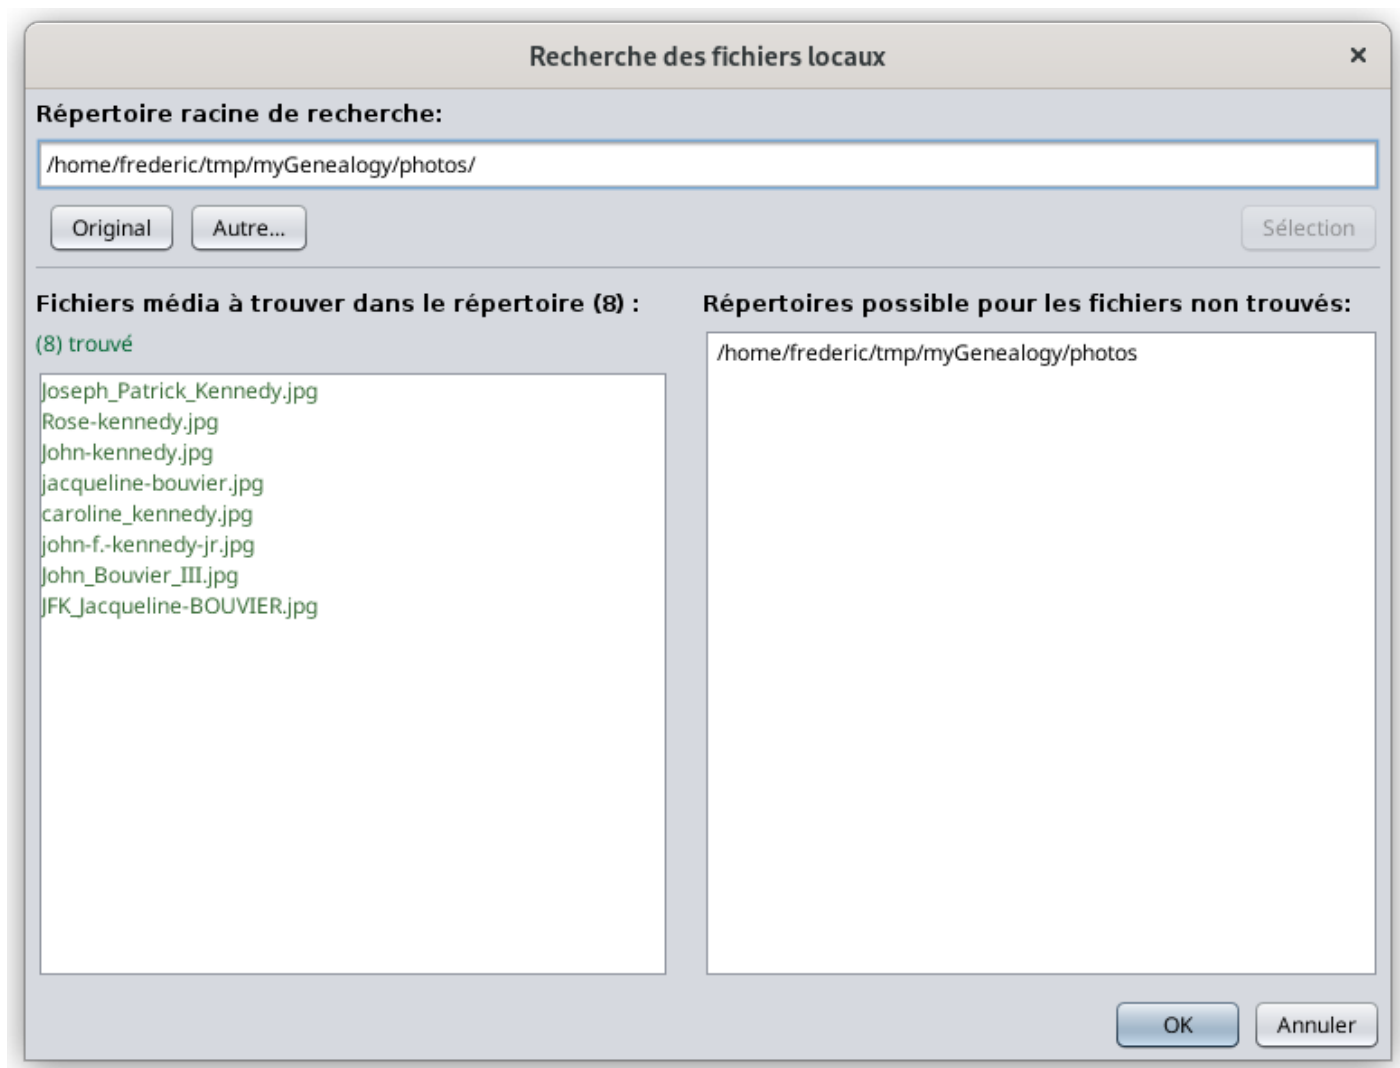 Recherche des fichiers locaux
×
Répertoire racine de recherche:
/home/frederic/tmp/myGenealogy/photos/
Original
Autre...
Sélection
Fichiers média à trouver dans le répertoire (8) :
(8) trouvé
Joseph_Patrick_Kennedy.jpg
Rose-kennedy.jpg
John-kennedy.jpg
jacqueline-bouvier.jpg
caroline_kennedy.jpg
john-f.-kennedy-jr.jpg
John_Bouvier_III.jpg
JFK_Jacqueline-BOUVIER.jpg
Répertoires possible pour les fichiers non trouvés:
/home/frederic/tmp/myGenealogy/photos
OK
Annuler